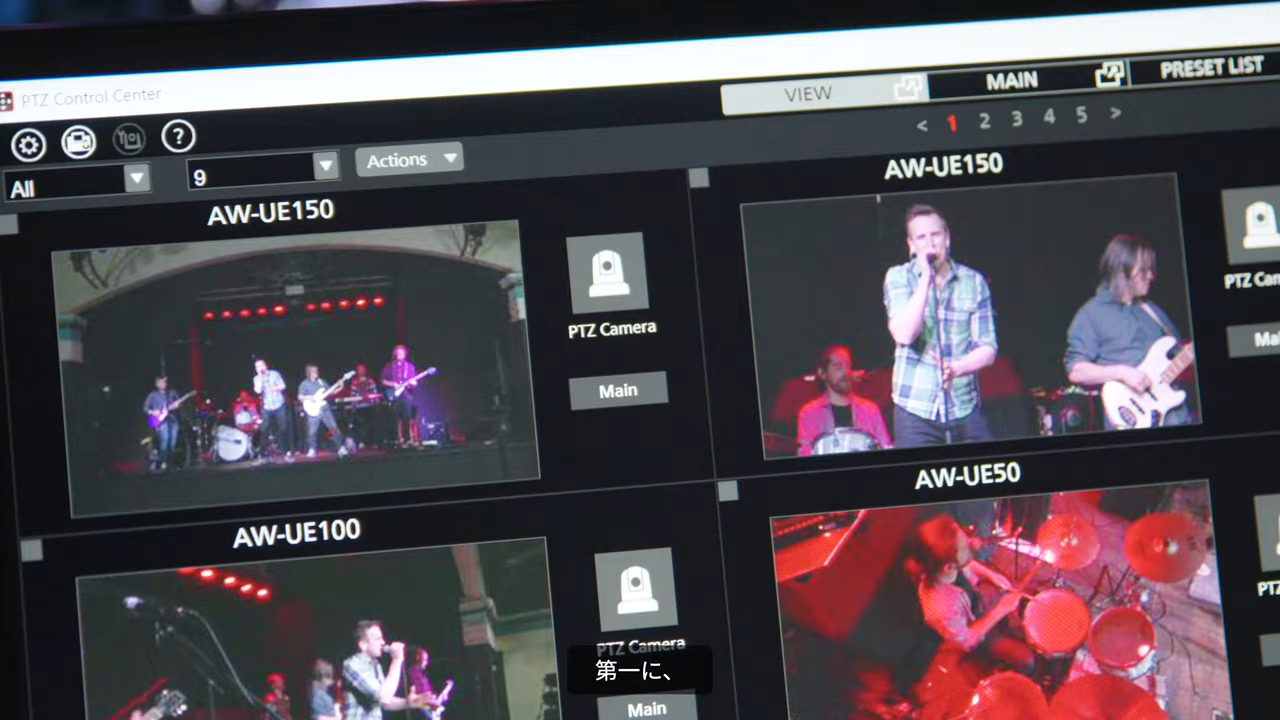 PTZ Control Center
VIEW
MAIN
PRESET LIST
< 1 2 3 4 5 >
?
All
9
Actions
AW-UE150
PTZ Camera
Main
AW-UE150
AW-UE100
PTZ Camera
Main
AW-UE50
第一に、